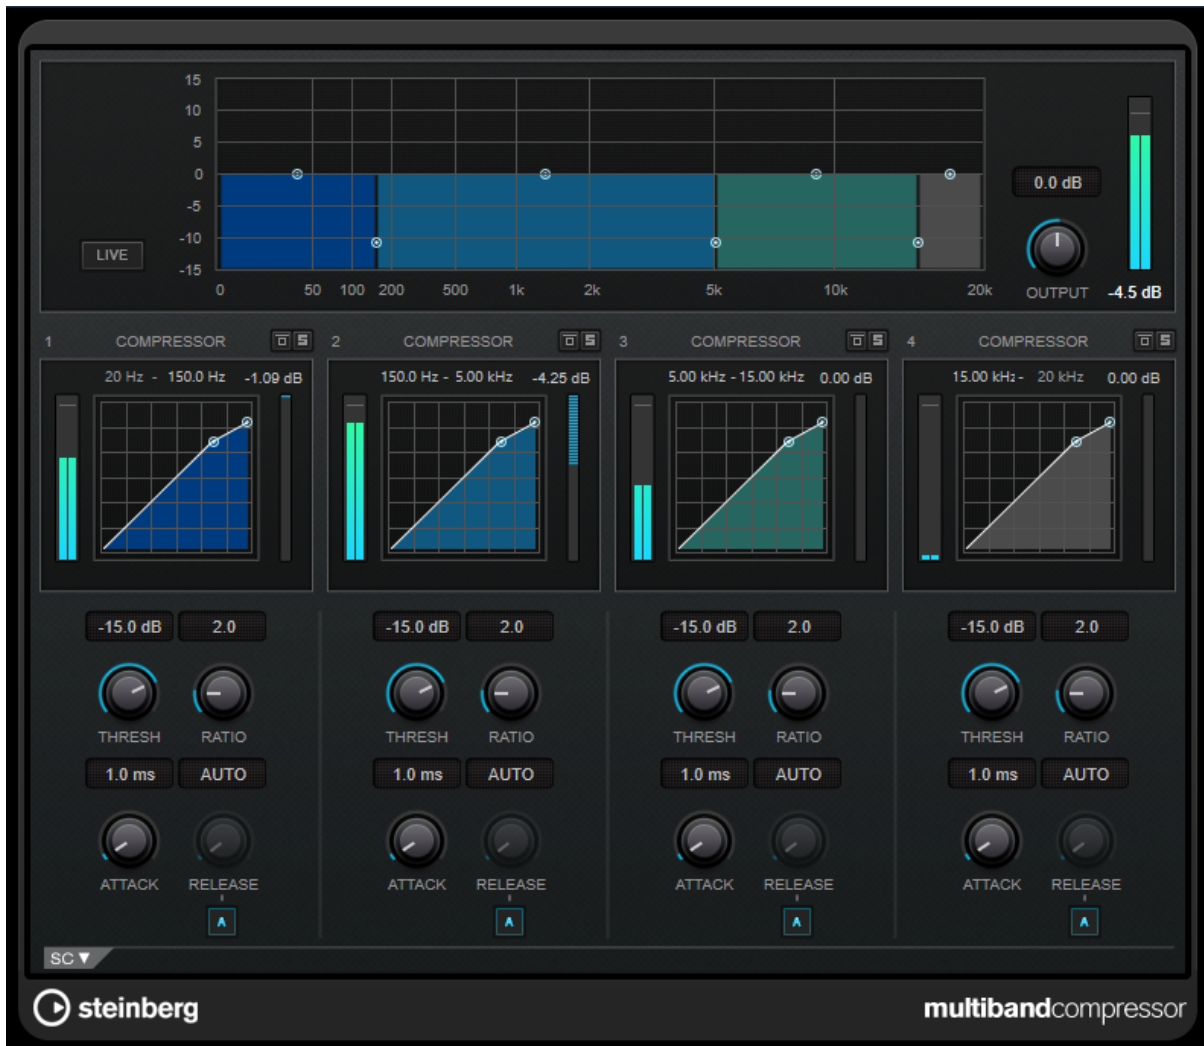 15
10
5
0
-5
-10
-15
LIVE
0 50 100 200 500 1k 2k 5k 10k 20k
0.0 dB
OUTPUT
-4.5 dB
1 COMPRESSOR S
2 COMPRESSOR S
3 COMPRESSOR S
4 COMPRESSOR S
20 Hz - 150.0 Hz -1.09 dB
150.0 Hz - 5.00 kHz -4.25 dB
5.00 kHz - 15.00 kHz 0.00 dB
15.00 kHz - 20 kHz 0.00 dB
-15.0 dB 2.0 -15.0 dB 2.0 -15.0 dB 2.0 -15.0 dB 2.0
THRESH RATIO THRESH RATIO THRESH RATIO THRESH RATIO
1.0 ms AUTO 1.0 ms AUTO 1.0 ms AUTO 1.0 ms AUTO
ATTACK RELEASE ATTACK RELEASE ATTACK RELEASE ATTACK RELEASE
A A A A
SC ▼
steinberg
multibandcompressor